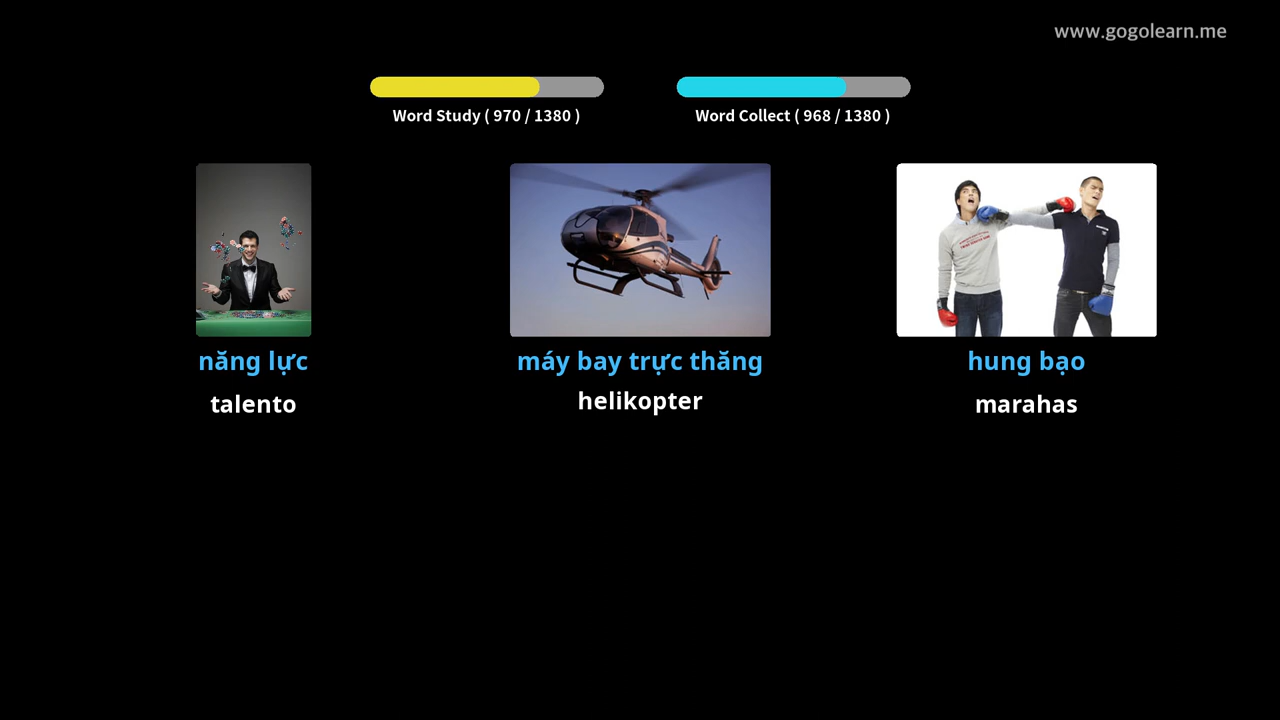 www.gogolearn.me
Word Study ( 970 / 1380 )
Word Collect ( 968 / 1380 )
năng lực
máy bay trực thăng
hung bạo
talento
helikopter
marahas